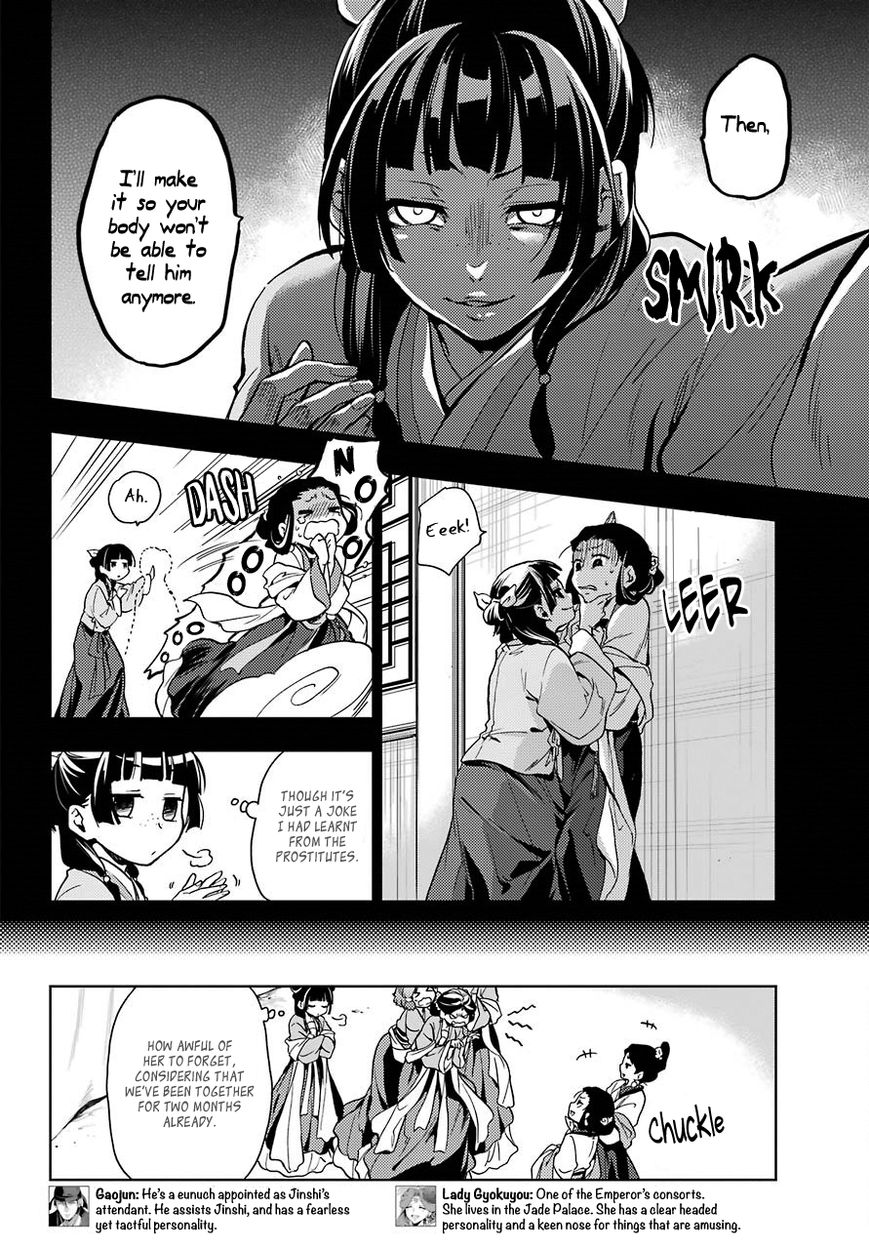 Then,
I'll make
it so your
body won't
be able to
tell him
anymore.
SMIRK
Eeek!
LEER
NOOOOOOO
DASH
Ah.
THOUGH IT'S
JUST A JOKE
I HAD LEARNT
FROM THE
PROSTITUTES.
HOW AWFUL OF
HER TO FORGET,
CONSIDERING THAT
WE'VE BEEN TOGETHER
FOR TWO MONTHS
ALREADY.
Chuckle
Gaojun: He's a eunuch appointed as Jinshi's
attendant. He assists Jinshi, and has a fearless
yet tactful personality.
Lady Gyokuyou: One of the Emperor's consorts.
She lives in the Jade Palace. She has a clear headed
personality and a keen nose for things that are amusing.